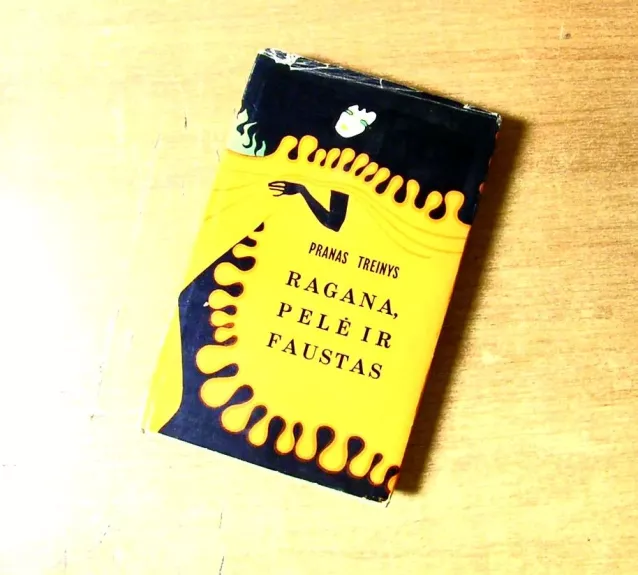 PRANAS TREINYS
RAGANA,
PELĖ IR
FAUSTAS